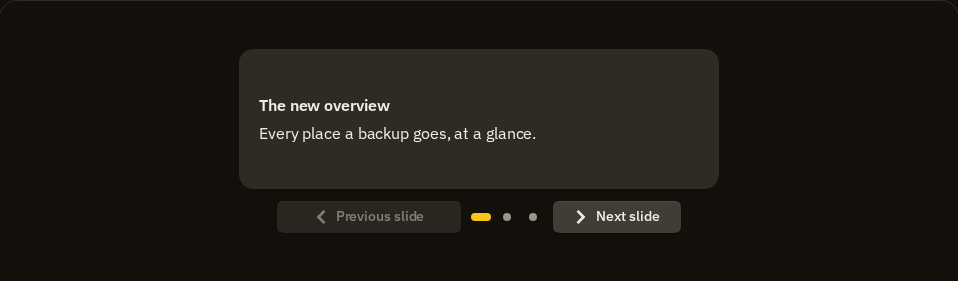 The new overview
Every place a backup goes, at a glance.
Previous slide
Next slide